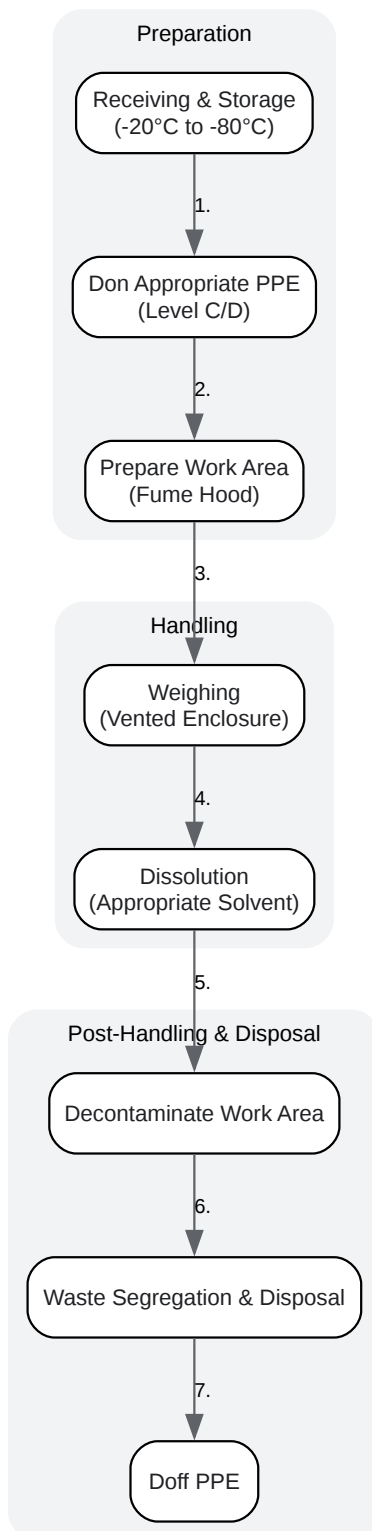 Preparation
Receiving & Storage
(-20°C to -80°C)
1.
Don Appropriate PPE
(Level C/D)
2.
Prepare Work Area
(Fume Hood)
3.
Handling
Weighing
(Vented Enclosure)
4.
Dissolution
(Appropriate Solvent)
5.
Post-Handling & Disposal
Decontaminate Work Area
6.
Waste Segregation & Disposal
7.
Doff PPE